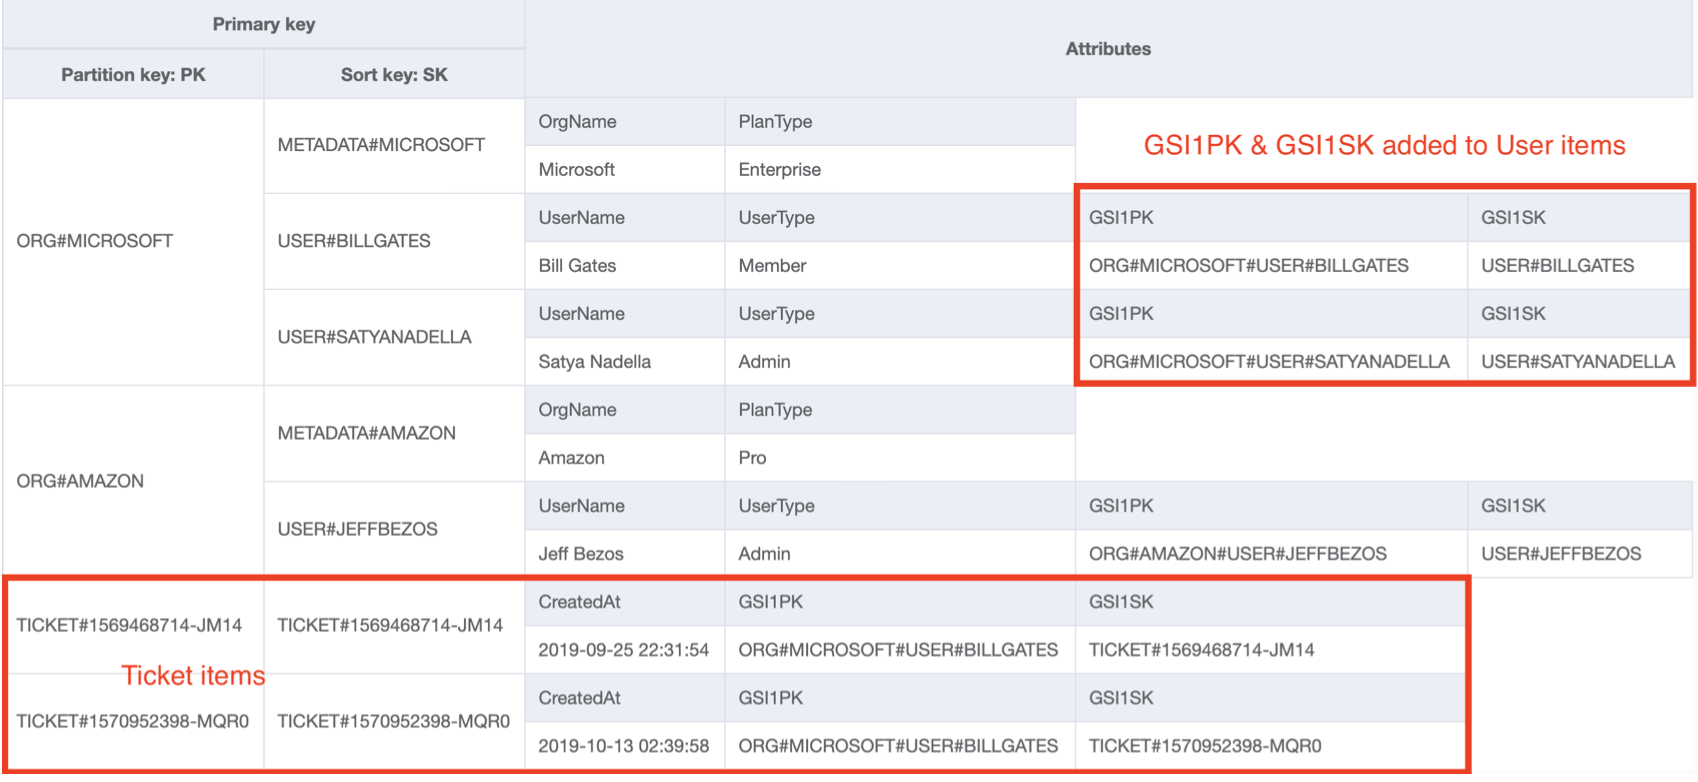 Primary key
Attributes
Partition key: PK
Sort key: SK
ORG#MICROSOFT
METADATA#MICROSOFT
OrgName
PlanType
Microsoft
Enterprise
GSI1PK & GSI1SK added to User items
USER#BILLGATES
UserName
UserType
GSI1PK
GSI1SK
Bill Gates
Member
ORG#MICROSOFT#USER#BILLGATES
USER#BILLGATES
USER#SATYANADELLA
UserName
UserType
GSI1PK
GSI1SK
Satya Nadella
Admin
ORG#MICROSOFT#USER#SATYANADELLA
USER#SATYANADELLA
ORG#AMAZON
METADATA#AMAZON
OrgName
PlanType
Amazon
Pro
USER#JEFFBEZOS
UserName
UserType
GSI1PK
GSI1SK
Jeff Bezos
Admin
ORG#AMAZON#USER#JEFFBEZOS
USER#JEFFBEZOS
TICKET#1569468714-JM14
TICKET#1569468714-JM14
CreatedAt
GSI1PK
GSI1SK
2019-09-25 22:31:54
ORG#MICROSOFT#USER#BILLGATES
TICKET#1569468714-JM14
Ticket items
TICKET#1570952398-MQR0
TICKET#1570952398-MQR0
CreatedAt
GSI1PK
GSI1SK
2019-10-13 02:39:58
ORG#MICROSOFT#USER#BILLGATES
TICKET#1570952398-MQR0